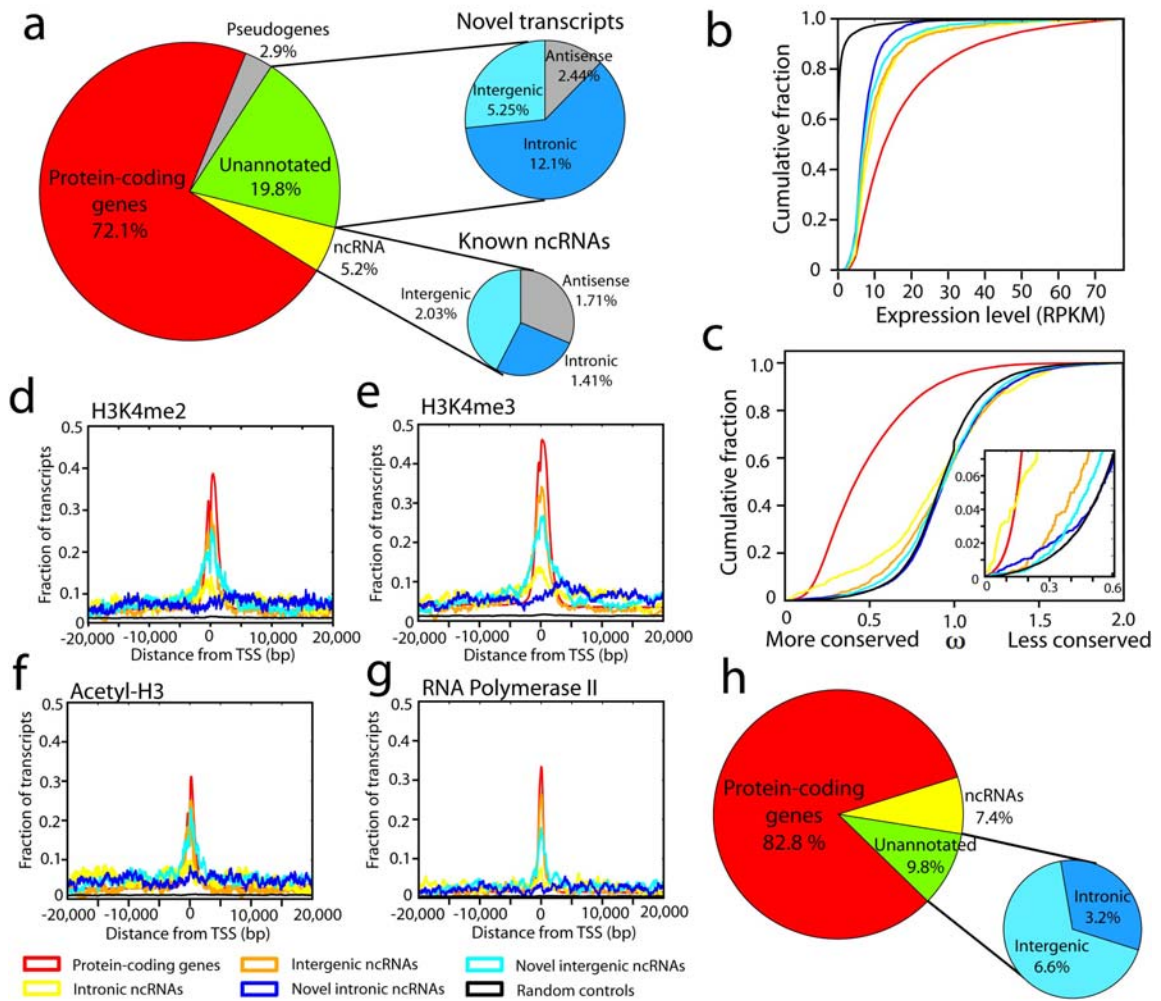 a
Pseudogenes
2.9%
Unannotated
19.8%
Protein-coding
genes
72.1%
ncRNA
5.2%
Novel transcripts
Antisense
2.44%
Intergenic
5.25%
Intronic
12.1%
Known ncRNAs
Antisense
1.71%
Intergenic
2.03%
Intronic
1.41%
b
Cumulative fraction
1.0
0.8
0.6
0.4
0.2
0
0 10 20 30 40 50 60 70
Expression level (RPKM)
c
Cumulative fraction
1.0
0.8
0.6
0.4
0.2
0
0.06
0.04
0.02
0
0 0.3 0.6
0 0.5 1.0 1.5 2.0
More conserved ω Less conserved
d
H3K4me2
Fraction of transcripts
0.5
0.4
0.3
0.2
0.1
0
-20,000 -10,000 0 10,000 20,000
Distance from TSS (bp)
e
H3K4me3
Fraction of transcripts
0.5
0.4
0.3
0.2
0.1
0
-20,000 -10,000 0 10,000 20,000
Distance from TSS (bp)
f
Acetyl-H3
Fraction of transcripts
0.5
0.4
0.3
0.2
0.1
0
-20,000 -10,000 0 10,000 20,000
Distance from TSS (bp)
g
RNA Polymerase II
Fraction of transcripts
0.5
0.4
0.3
0.2
0.1
0
-20,000 -10,000 0 10,000 20,000
Distance from TSS (bp)
h
Protein-coding
genes
82.8 %
ncRNAs
7.4%
Unannotated
9.8%
Intronic
3.2%
Intergenic
6.6%
Protein-coding genes
Intergenic ncRNAs
Novel intergenic ncRNAs
Intronic ncRNAs
Novel intronic ncRNAs
Random controls